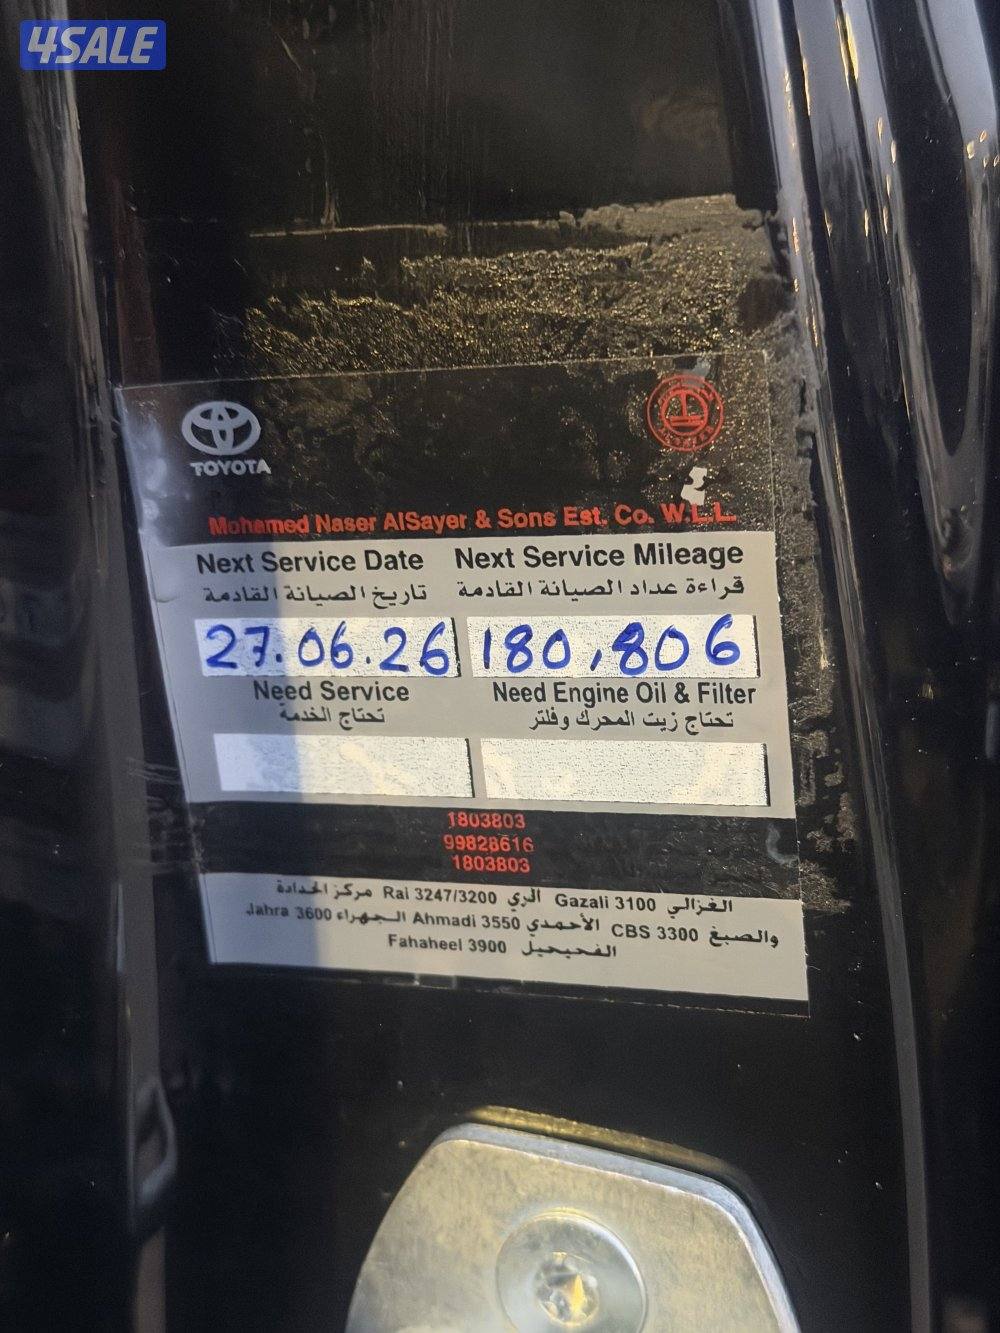 4SALE
TOYOTA
Mohamed Naser AlSayer & Sons Est. Co. W.L.L.
Next Service Date Next Service Mileage
تاريخ الصيانة القادمة قراءة عداد الصيانة القادمة
27.06.26 180,806
Need Service Need Engine Oil & Filter
تحتاج الخدمة تحتاج زيت المحرك وفلتر
1803803
99828616
1803803
الغزالي Gazali 3100 الري Rai 3247/3200 مركز الحدادة
والصبغ CBS 3300 الأحمدي Ahmadi 3550 الجهراء Jahra 3600
الفحيحيل Fahaheel 3900